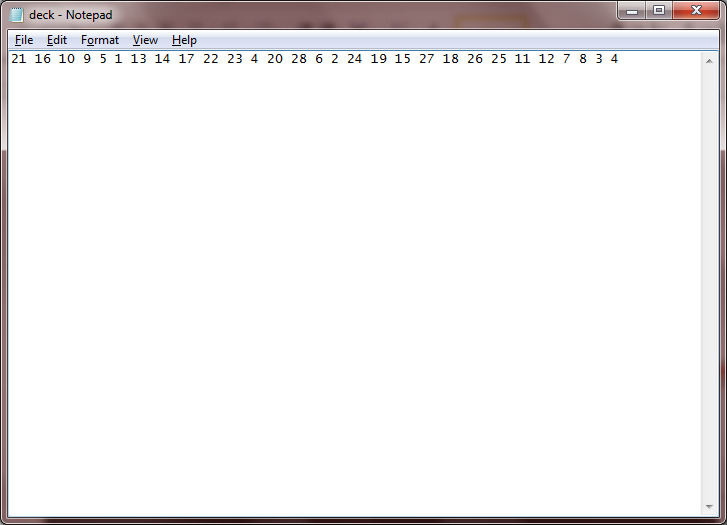 deck - Notepad
File Edit Format View Help
21 16 10 9 5 1 13 14 17 22 23 4 20 28 6 2 24 19 15 27 18 26 25 11 12 7 8 3 4